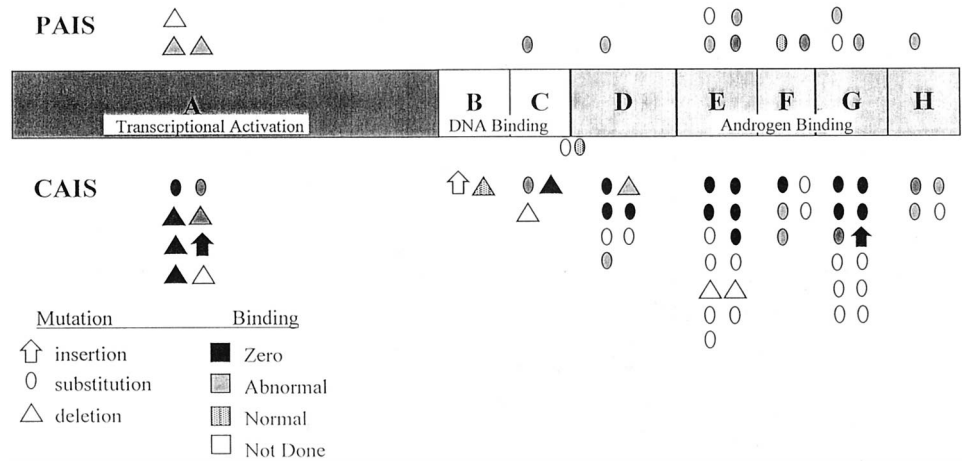 PAIS
A B C D E F G H
Transcriptional Activation DNA Binding Androgen Binding
CAIS
Mutation Binding
insertion Zero
substitution Abnormal
deletion Normal
Not Done